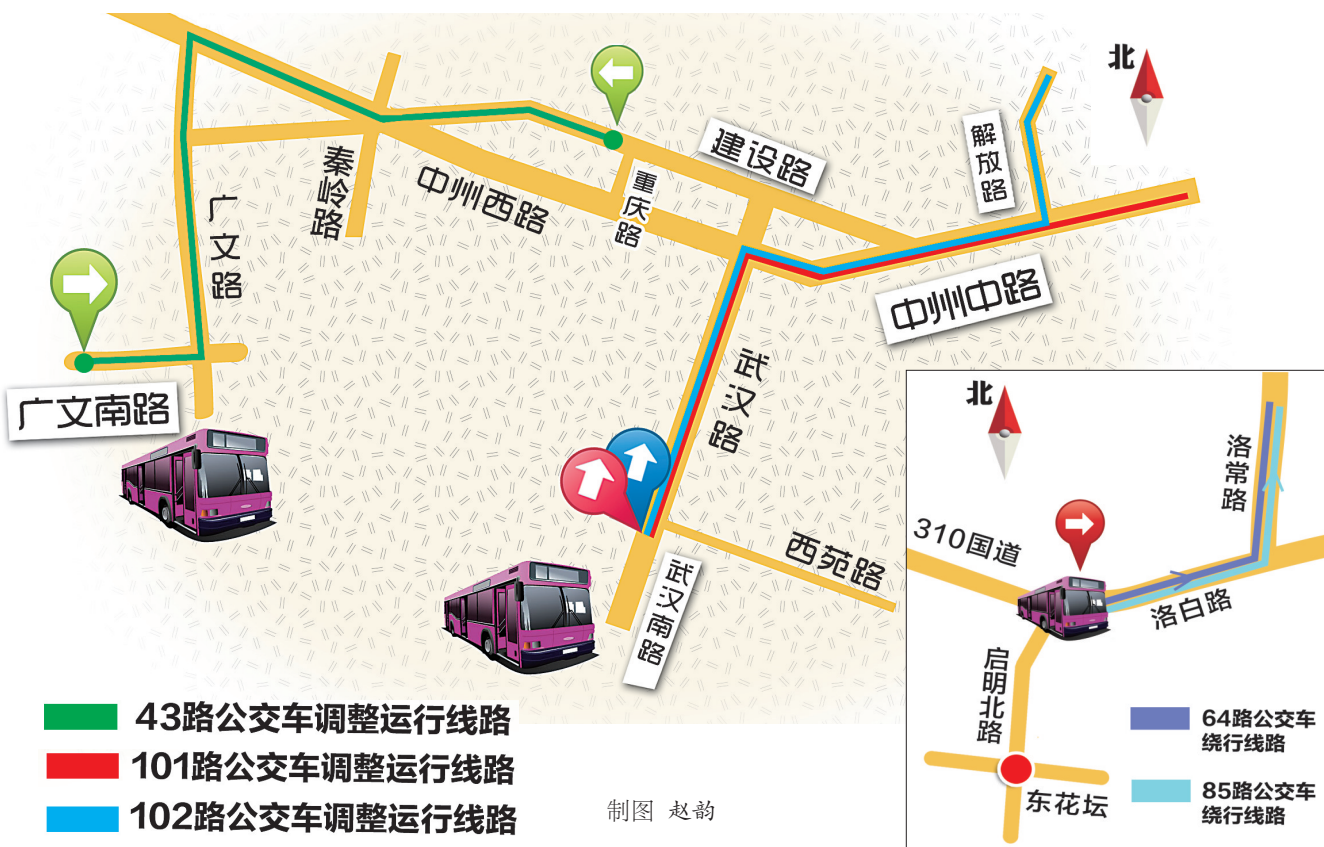 北
建设路
解放路
秦岭路
中州西路
重庆路
广文路
中州中路
武汉路
广文南路
西苑路
武汉南路
43路公交车调整运行线路
101路公交车调整运行线路
102路公交车调整运行线路
制图 赵韵
北
洛常路
310国道
洛白路
启明北路
东花坛
64路公交车
绕行线路
85路公交车
绕行线路